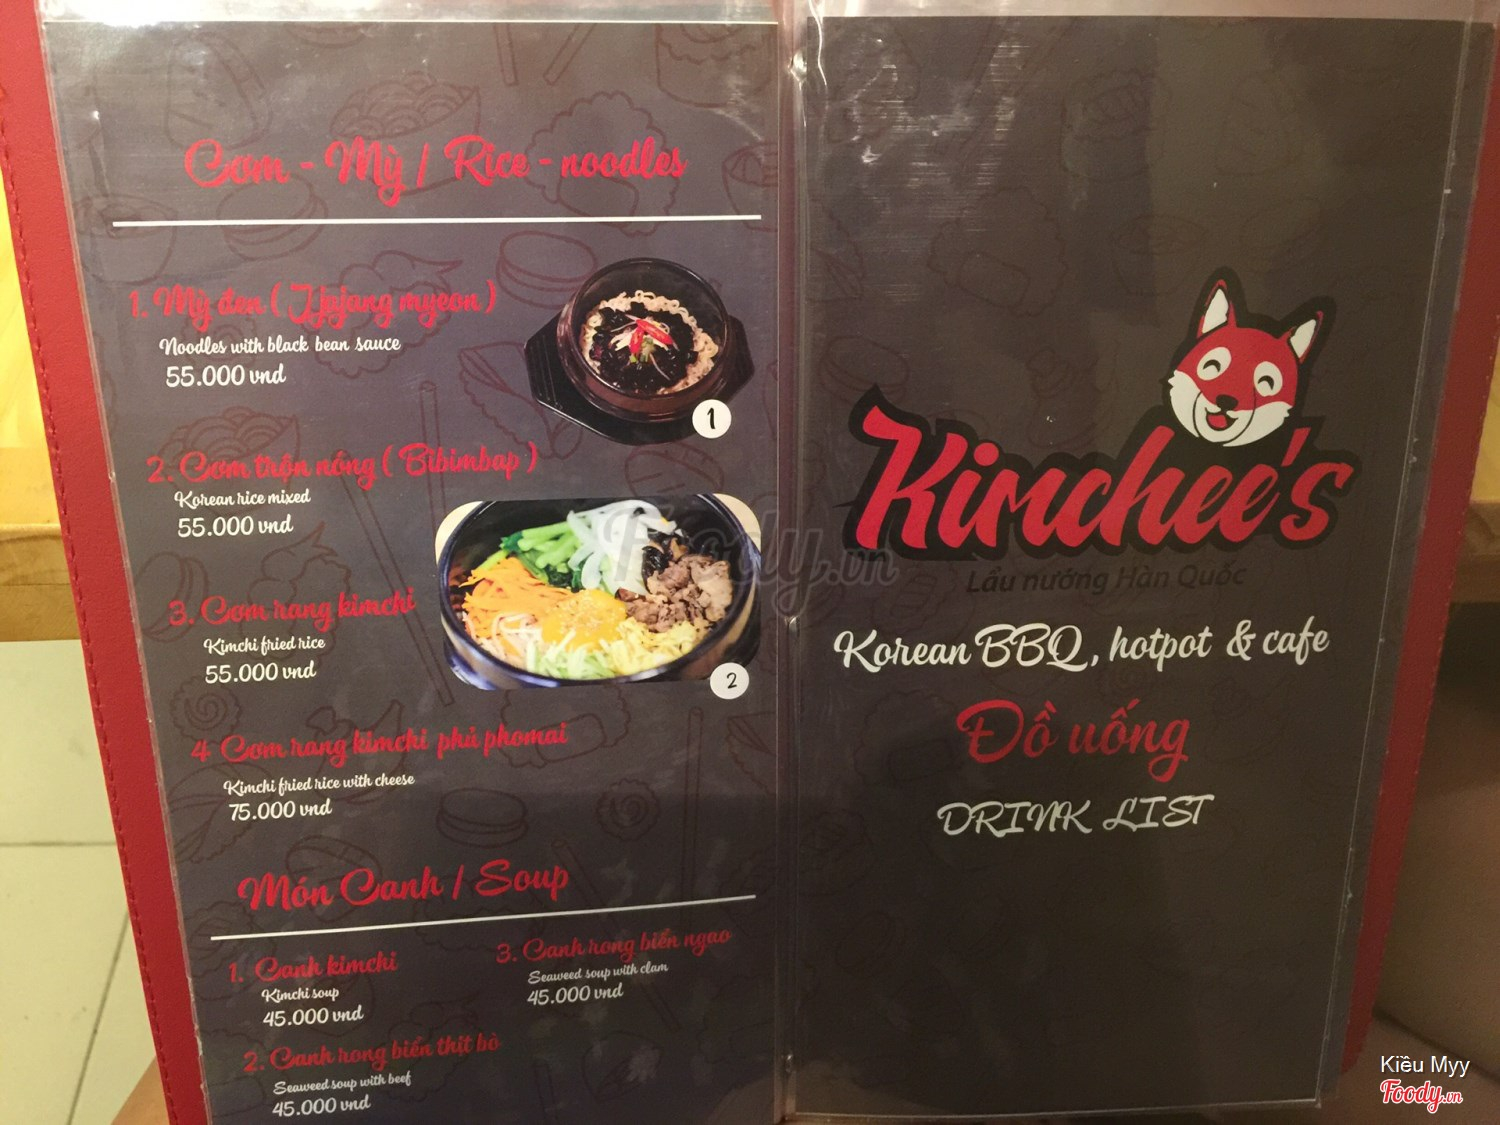 Cơm - Mỳ / Rice - noodles
1. Mỳ đen ( Jjajang myeon )
Noodles with black bean sauce
55.000 vnd
1
2. Cơm trộn nóng ( Bibimbap )
Korean rice mixed
55.000 vnd
3. Cơm rang kimchi
Kimchi fried rice
55.000 vnd
2
4 Cơm rang kimchi phủ phomai
Kimchi fried rice with cheese
75.000 vnd
Món Canh / Soup
1. Canh kimchi
Kimchi soup
45.000 vnd
2. Canh rong biển thịt bò
Seaweed soup with beef
45.000 vnd
3. Canh rong biển ngao
Seaweed soup with clam
45.000 vnd
Kimchee's
Lẩu nướng Hàn Quốc
Korean BBQ, hotpot & cafe
Đồ uống
DRINK LIST
Foody.vn
Kiều Myy
Foody.vn